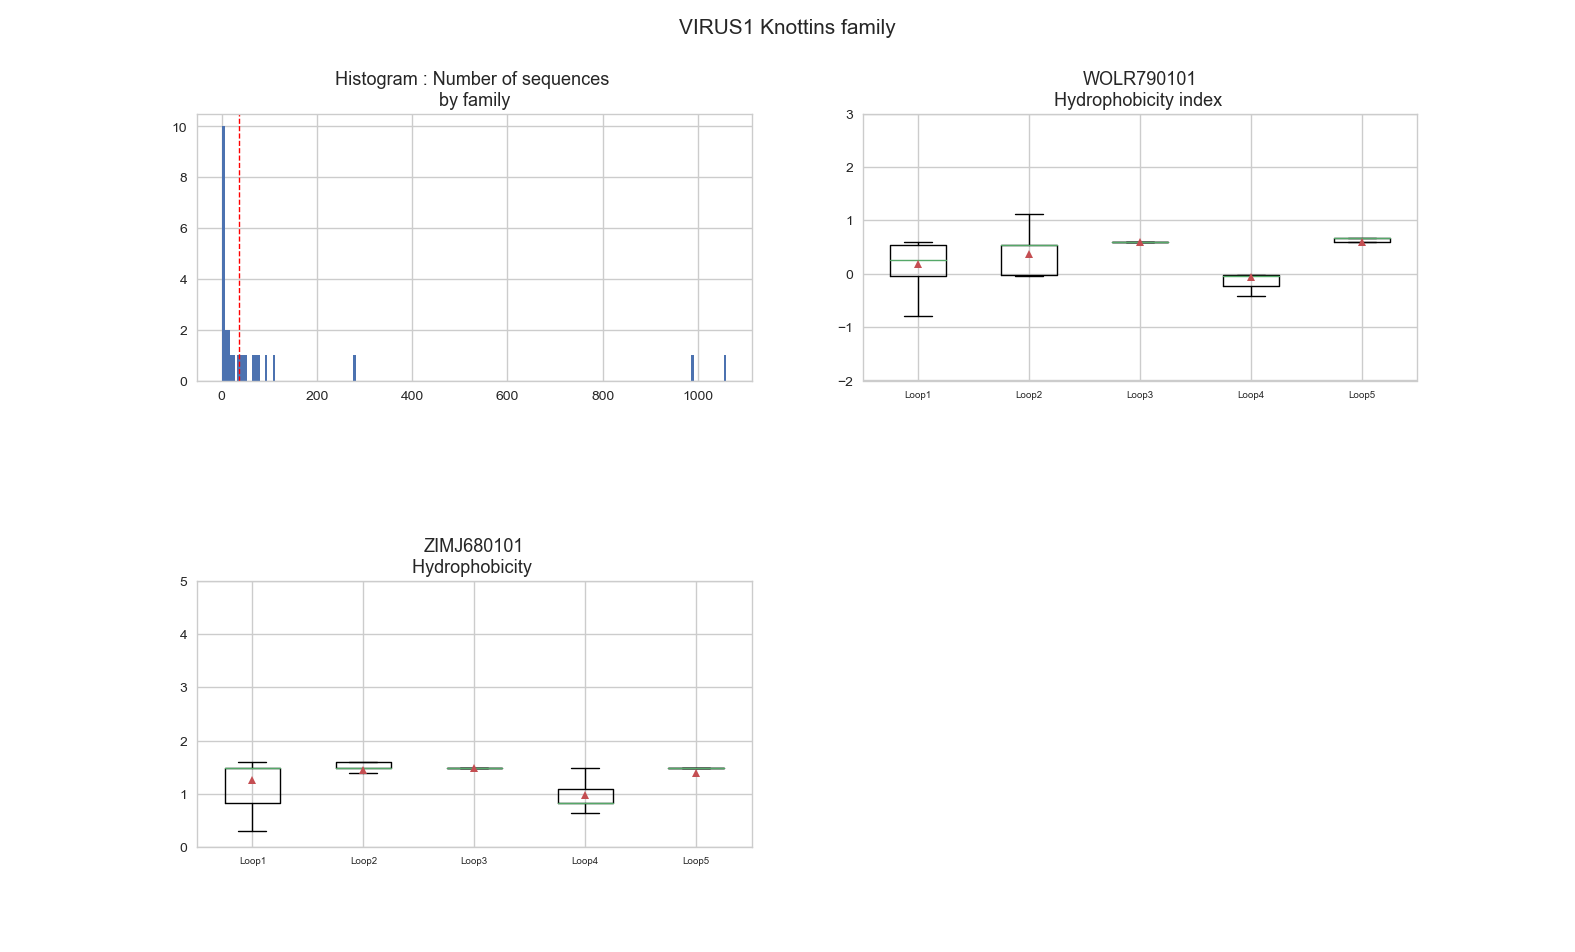 VIRUS1 Knottins family
Histogram : Number of sequences
by family
10
8
6
4
2
0
0 200 400 600 800 1000
WOLR790101
Hydrophobicity index
3
2
1
0
−1
−2
Loop1 Loop2 Loop3 Loop4 Loop5
ZIMJ680101
Hydrophobicity
5
4
3
2
1
0
Loop1 Loop2 Loop3 Loop4 Loop5